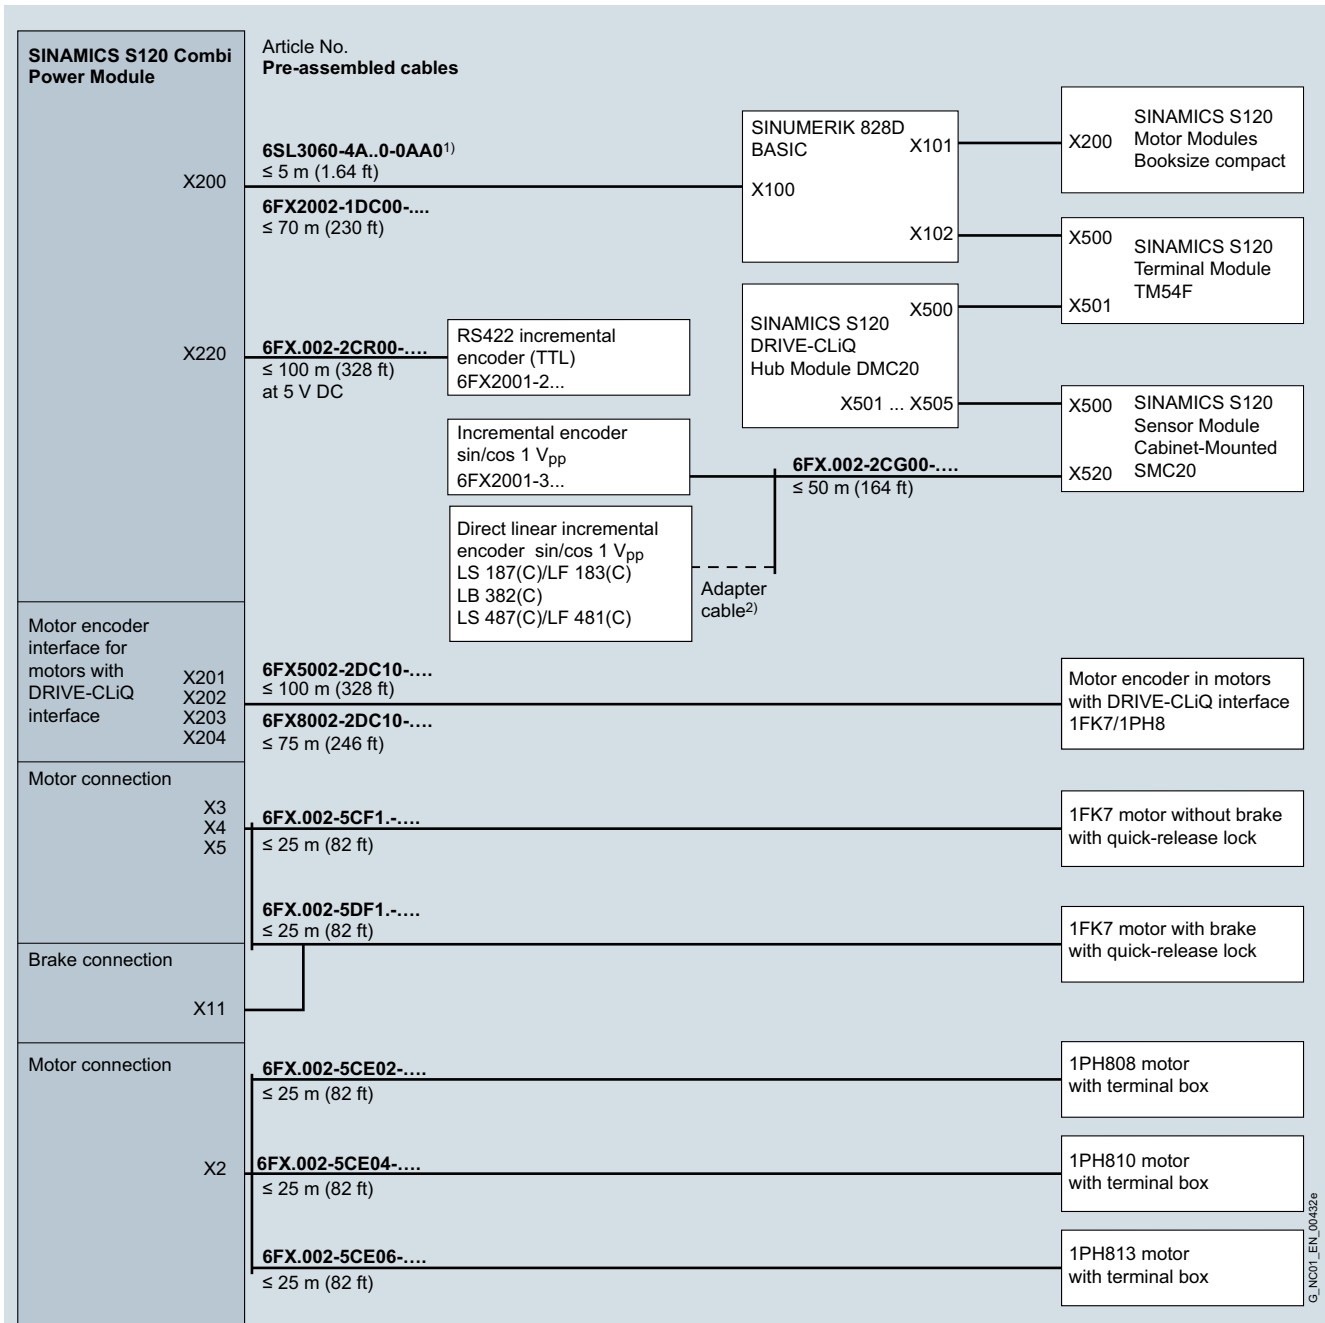 SINAMICS S120 Combi
Power Module
Article No.
Pre-assembled cables
X200
6SL3060-4A..0-0AA0¹⁾
≤ 5 m (1.64 ft)
6FX2002-1DC00-....
≤ 70 m (230 ft)
SINUMERIK 828D
BASIC
X101
X100
X102
X200
SINAMICS S120
Motor Modules
Booksize compact
X500
SINAMICS S120
Terminal Module
TM54F
X501
X500
SINAMICS S120
DRIVE-CLiQ
Hub Module DMC20
X501 ... X505
X220
6FX.002-2CR00-....
≤ 100 m (328 ft)
at 5 V DC
RS422 incremental
encoder (TTL)
6FX2001-2...
Incremental encoder
sin/cos 1 Vpp
6FX2001-3...
6FX.002-2CG00-....
≤ 50 m (164 ft)
X500
SINAMICS S120
Sensor Module
Cabinet-Mounted
SMC20
X520
Direct linear incremental
encoder sin/cos 1 Vpp
LS 187(C)/LF 183(C)
LB 382(C)
LS 487(C)/LF 481(C)
Adapter
cable²⁾
Motor encoder
interface for
motors with
DRIVE-CLiQ
interface
X201
X202
X203
X204
6FX5002-2DC10-....
≤ 100 m (328 ft)
6FX8002-2DC10-....
≤ 75 m (246 ft)
Motor encoder in motors
with DRIVE-CLiQ interface
1FK7/1PH8
Motor connection
X3
X4
X5
6FX.002-5CF1.-....
≤ 25 m (82 ft)
1FK7 motor without brake
with quick-release lock
6FX.002-5DF1.-....
≤ 25 m (82 ft)
1FK7 motor with brake
with quick-release lock
Brake connection
X11
Motor connection
X2
6FX.002-5CE02-....
≤ 25 m (82 ft)
1PH808 motor
with terminal box
6FX.002-5CE04-....
≤ 25 m (82 ft)
1PH810 motor
with terminal box
6FX.002-5CE06-....
≤ 25 m (82 ft)
1PH813 motor
with terminal box
G_NC01_EN_00432e